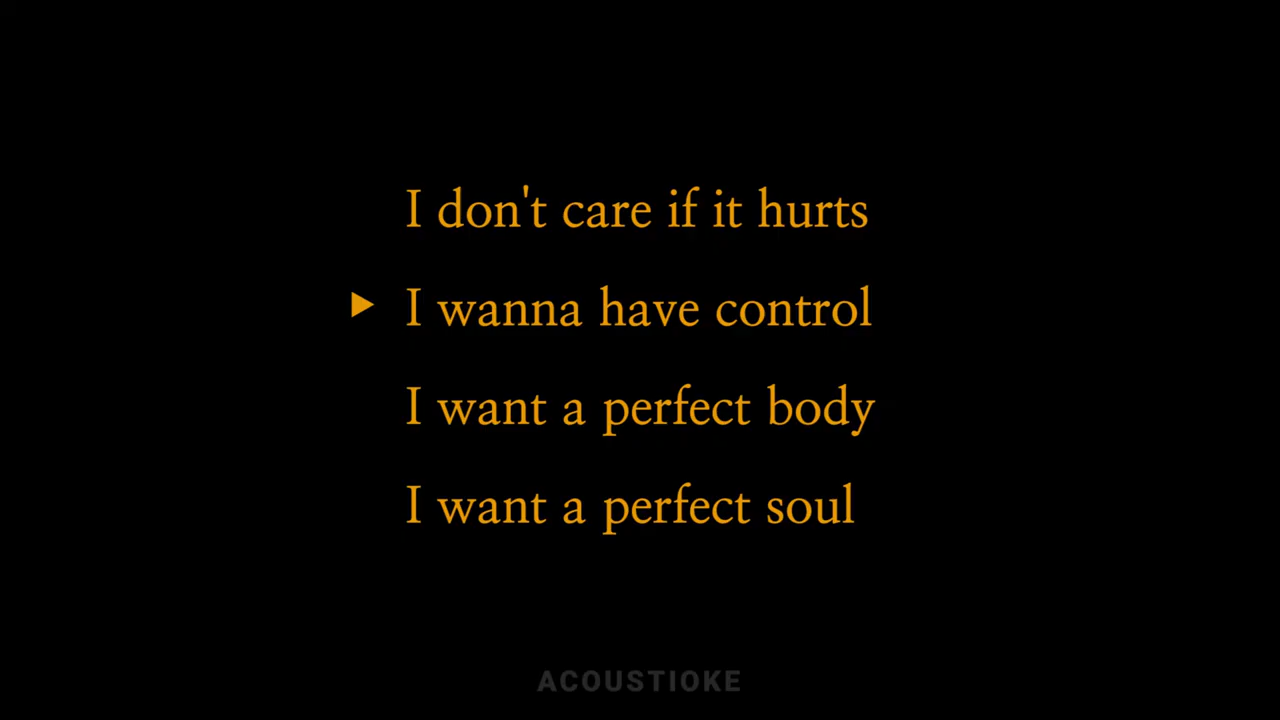 I don't care if it hurts
▶ I wanna have control
I want a perfect body
I want a perfect soul
ACOUSTIOKE